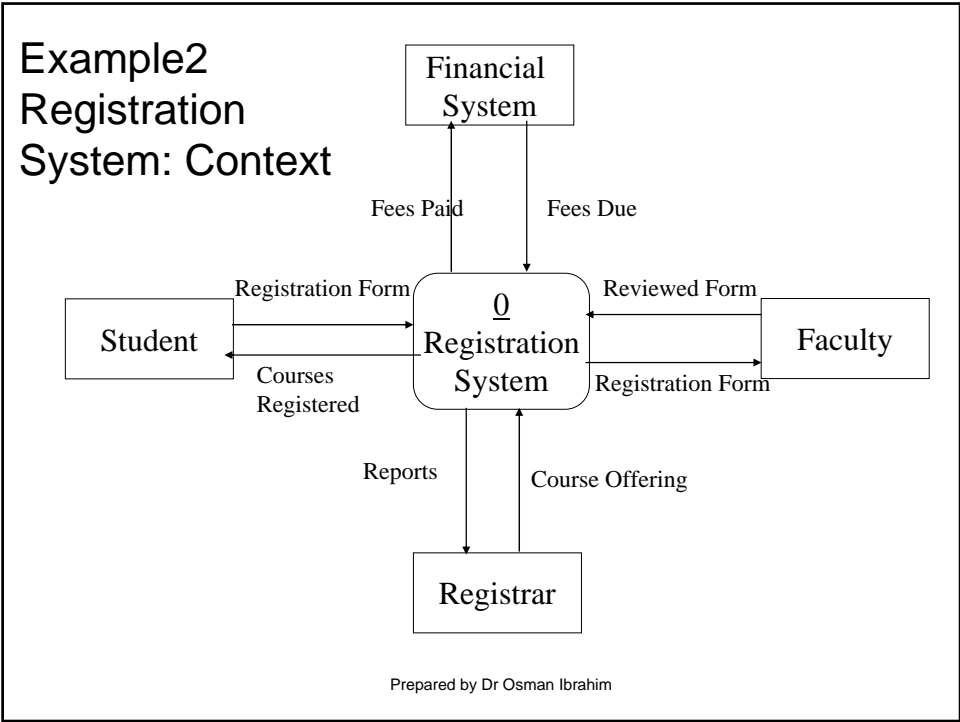 Example2
Registration
System: Context
Financial
System
Fees Paid
Fees Due
Registration Form
Reviewed Form
Student
0
Registration
System
Faculty
Courses
Registered
Registration Form
Reports
Course Offering
Registrar
Prepared by Dr Osman Ibrahim